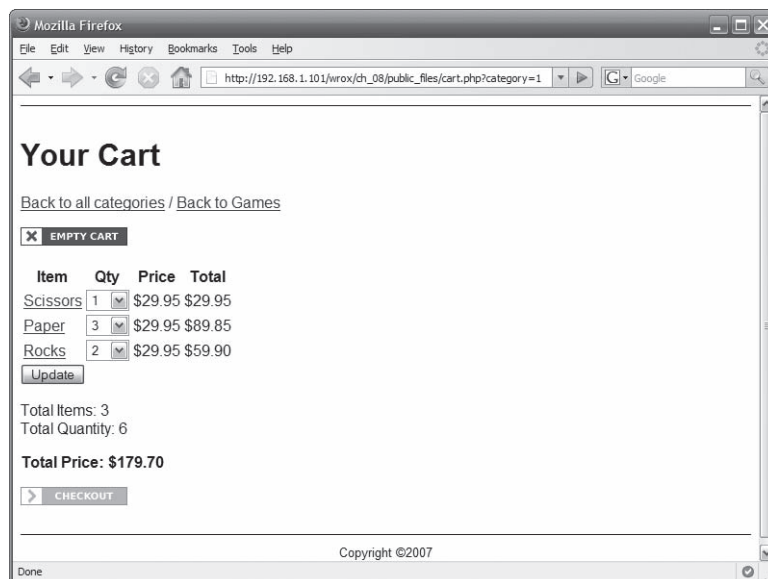 Mozilla Firefox
File Edit View History Bookmarks Tools Help
http://192.168.1.101/wrox/ch_08/public_files/cart.php?category=1
G Google
Your Cart
Back to all categories / Back to Games
EMPTY CART
Item Qty Price Total
Scissors 1 $29.95 $29.95
Paper 3 $29.95 $89.85
Rocks 2 $29.95 $59.90
Update
Total Items: 3
Total Quantity: 6
Total Price: $179.70
CHECKOUT
Copyright ©2007
Done